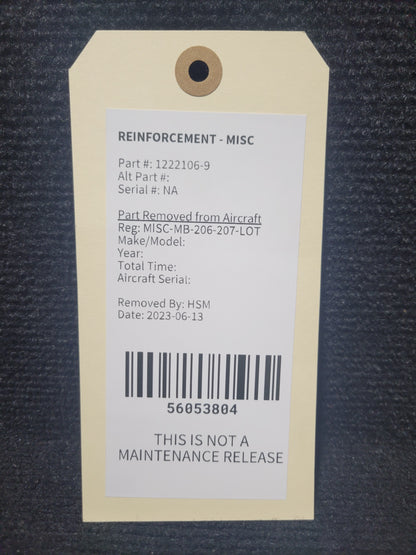 REINFORCEMENT - MISC
Part #: 1222106-9
Alt Part #:
Serial #: NA
Part Removed from Aircraft
Reg: MISC-MB-206-207-LOT
Make/Model:
Year:
Total Time:
Aircraft Serial:
Removed By: HSM
Date: 2023-06-13
56053804
THIS IS NOT A
MAINTENANCE RELEASE